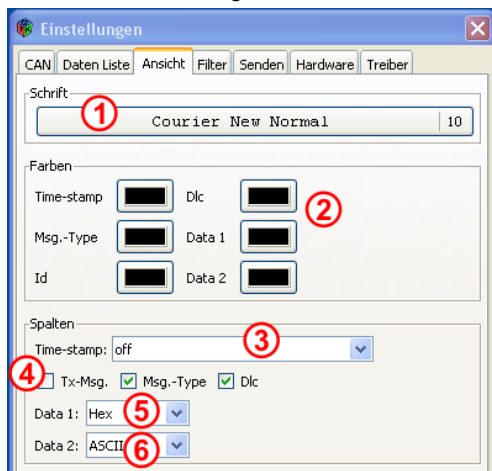 Einstellungen
CAN Daten Liste Ansicht Filter Senden Hardware Treiber
Schrift
1
Courier New Normal 10
Farben
Time-stamp Dlc
2
Msg.-Type Data 1
Id Data 2
Spalten
Time-stamp: off 3
4 Tx-Msg. Msg.-Type Dlc
Data 1: Hex 5
Data 2: ASCII 6